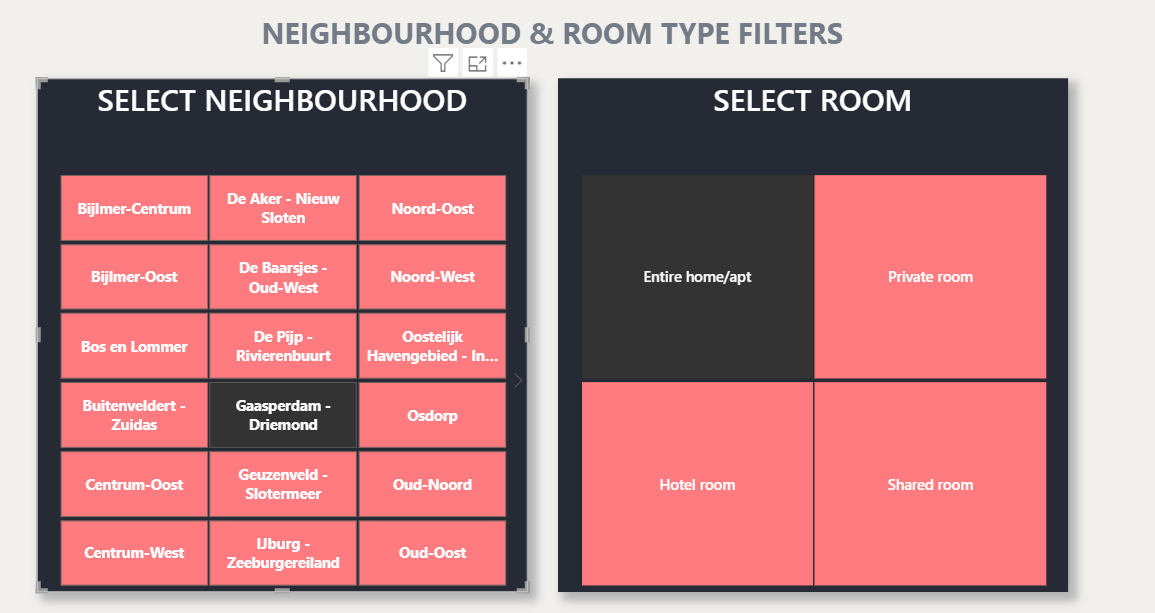 NEIGHBOURHOOD & ROOM TYPE FILTERS
SELECT NEIGHBOURHOOD
Bijlmer-Centrum
De Aker - Nieuw
Sloten
Noord-Oost
Bijlmer-Oost
De Baarsjes -
Oud-West
Noord-West
Bos en Lommer
De Pijp -
Rivierenbuurt
Oostelijk
Havengebied - In...
Buitenveldert -
Zuidas
Gaasperdam -
Driemond
Osdorp
Centrum-Oost
Geuzenveld -
Slotermeer
Oud-Noord
Centrum-West
IJburg -
Zeeburgereiland
Oud-Oost
SELECT ROOM
Entire home/apt
Private room
Hotel room
Shared room